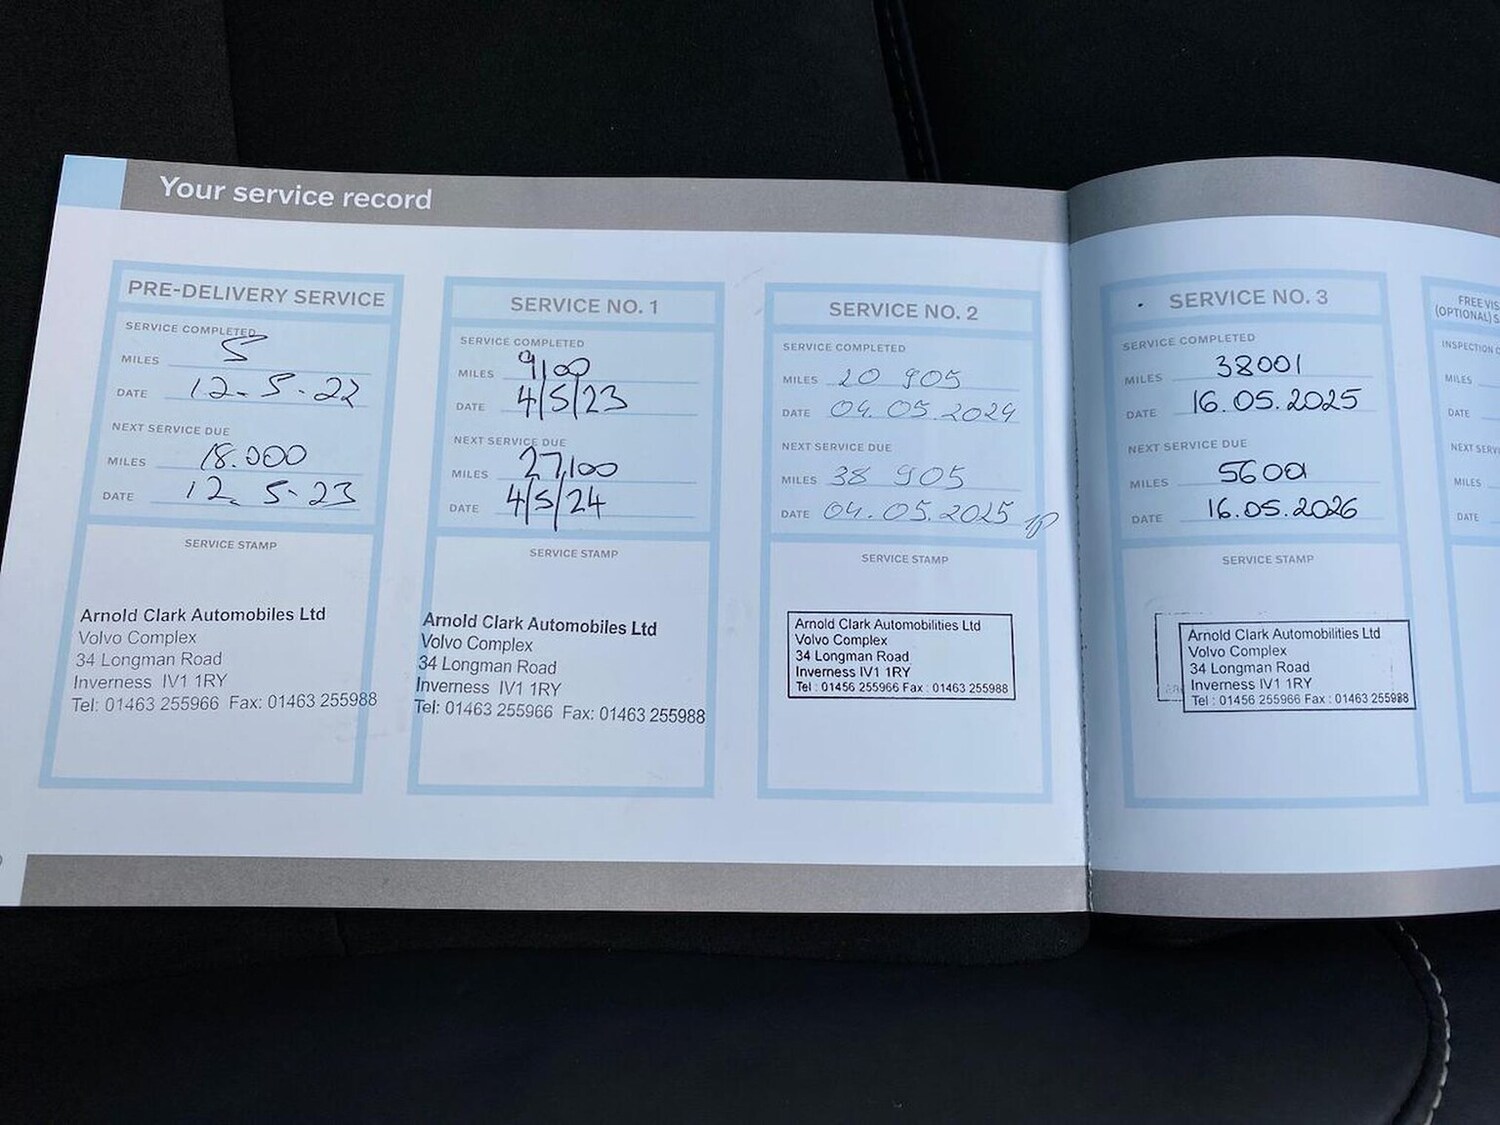 Your service record
PRE-DELIVERY SERVICE
SERVICE COMPLETED
MILES 5
DATE 12-5-22
NEXT SERVICE DUE
MILES 18.000
DATE 12-5-23
SERVICE STAMP
Arnold Clark Automobiles Ltd
Volvo Complex
34 Longman Road
Inverness IV1 1RY
Tel: 01463 255966 Fax: 01463 255988
SERVICE NO. 1
SERVICE COMPLETED
MILES 9,100
DATE 4/5/23
NEXT SERVICE DUE
MILES 27,100
DATE 4/5/24
SERVICE STAMP
Arnold Clark Automobiles Ltd
Volvo Complex
34 Longman Road
Inverness IV1 1RY
Tel: 01463 255966 Fax: 01463 255988
SERVICE NO. 2
SERVICE COMPLETED
MILES 20 905
DATE 04.05.2024
NEXT SERVICE DUE
MILES 38 905
DATE 04.05.2025
SERVICE STAMP
Arnold Clark Automobilities Ltd
Volvo Complex
34 Longman Road
Inverness IV1 1RY
Tel : 01456 255966 Fax : 01463 255988
SERVICE NO. 3
SERVICE COMPLETED
MILES 38001
DATE 16.05.2025
NEXT SERVICE DUE
MILES 56001
DATE 16.05.2026
SERVICE STAMP
Arnold Clark Automobilities Ltd
Volvo Complex
34 Longman Road
Inverness IV1 1RY
Tel : 01456 255966 Fax : 01463 255988
FREE VIS
(OPTIONAL) S
INSPECTION C
MILES
DATE
NEXT SERVI
MILES
DATE